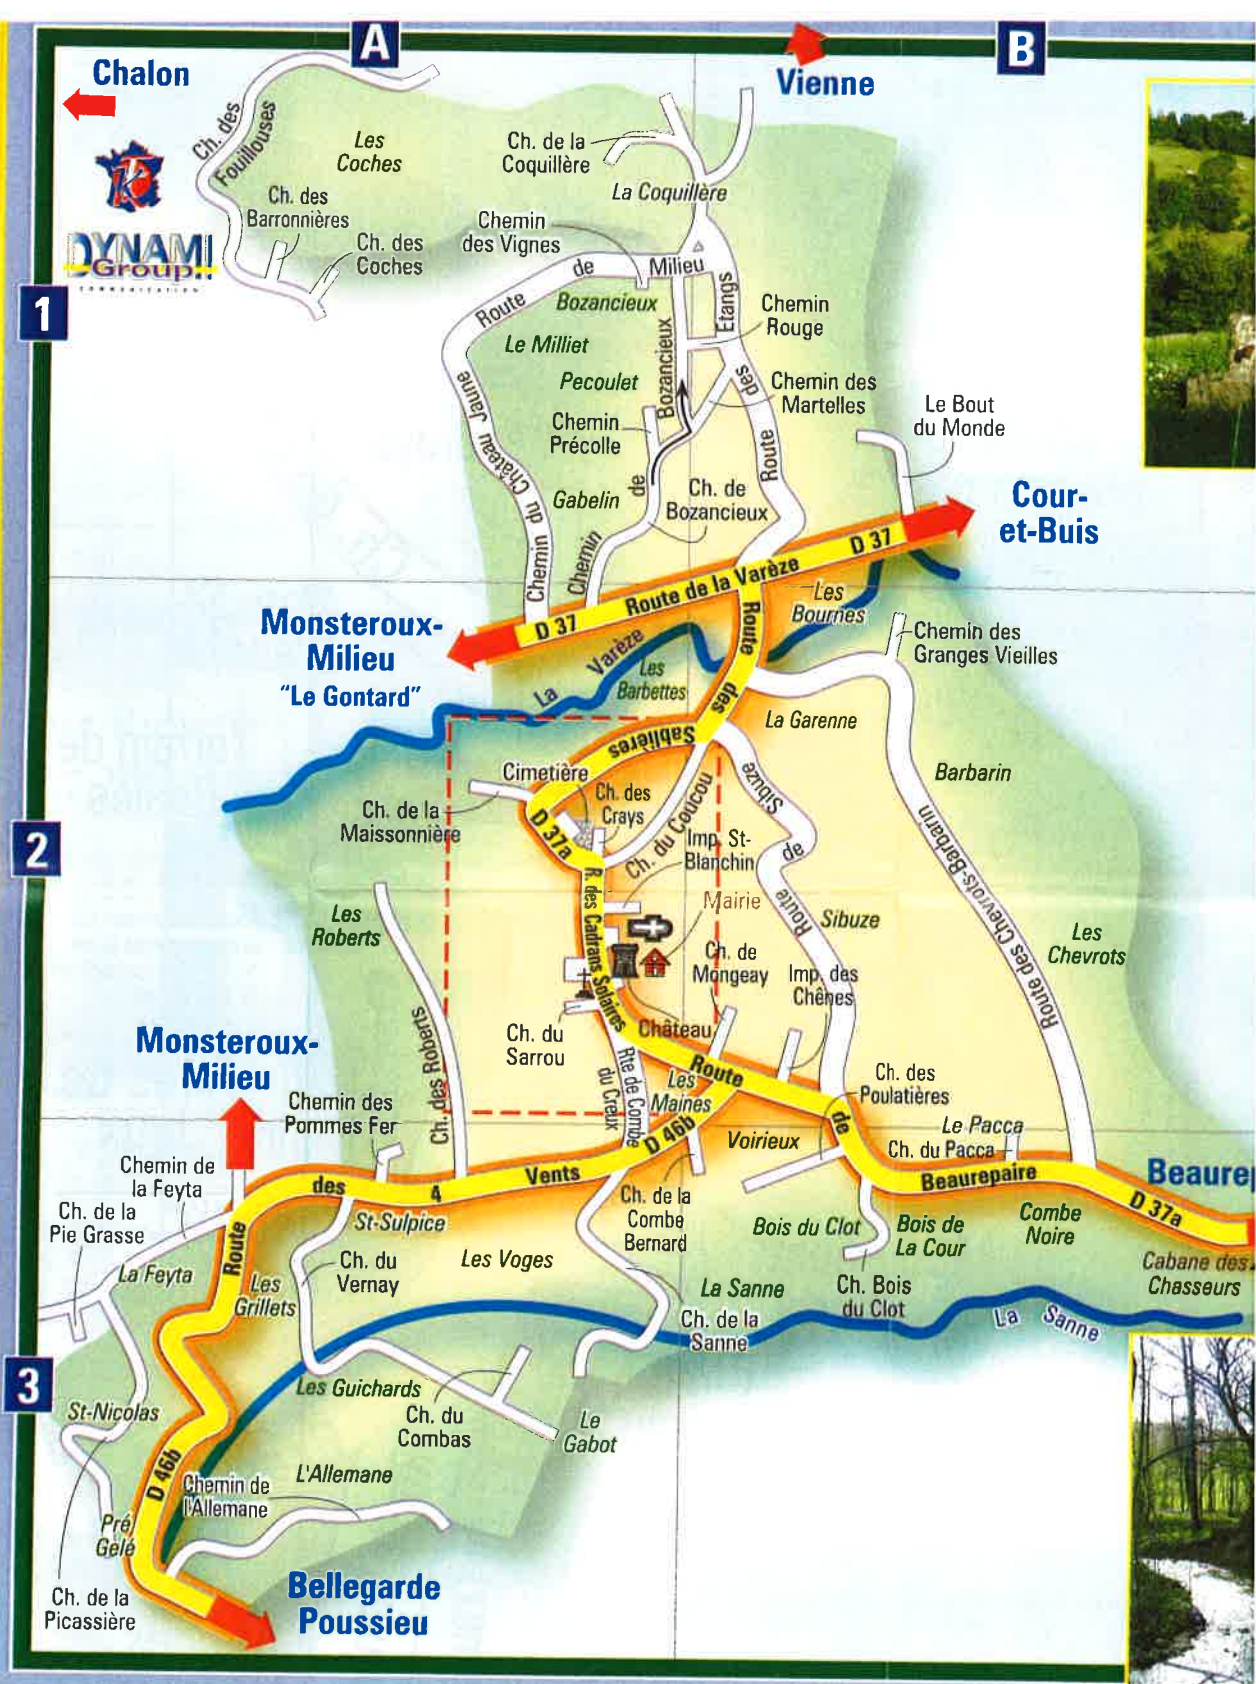 A
B
Chalon
Vienne
Ch. des
Fouillouses
Les
Coches
Ch. de la
Coquillère
La Coquillère
DYNAMI
Group..
COMMUNICATION
Ch. des
Barronnières
Ch. des
Coches
Chemin
des Vignes
Route de Milieu
1
Bozancieux
Le Milliet
Pecoulet
Chemin
Rouge
Route des Etangs
Chemin des
Martelles
Chemin
Précolle
Chemin de Bozancieux
Chemin du Château Jaune
Gabelin
Ch. de
Bozancieux
Le Bout
du Monde
Cour-
et-Buis
D 37
Route de la Varèze
D 37
Monsteroux-
Milieu
"Le Gontard"
La Varèze
Les
Bournes
Les
Barbettes
Chemin des
Granges Vieilles
Route des Sablières
La Garenne
Barbarin
Cimetière
Ch. de la
Maissonnière
Ch. des
Crays
D 37a
Ch. du Coucou
2
Imp. St-
Blanchin
Route de Sibuze
Route des Chevrots-Barbarin
R. des Cadrans Solaires
Mairie
Les
Roberts
Sibuze
Les
Chevrots
Ch. de
Mongeay
Imp. des
Chênes
Ch. du
Sarrou
Château
Monsteroux-
Milieu
Ch. des Roberts
Rte de Combe
du Creux
Les
Maines
Route de Beaurepaire
Ch. des
Poulatières
Chemin des
Pommes Fer
D 46b
Voirieux
Le Pacca
Ch. du Pacca
Chemin de
la Feyta
Route des 4 Vents
Beaurep
D 37a
Ch. de la
Pie Grasse
St-Sulpice
Ch. de la
Combe
Bernard
Bois du Clot
Bois de
La Cour
Combe
Noire
La Feyta
Les
Grillets
Ch. du
Vernay
Les Voges
La Sanne
Ch. Bois
du Clot
Cabane des
Chasseurs
Ch. de la
Sanne
La Sanne
3
Les Guichards
St-Nicolas
Ch. du
Combas
Le
Gabot
D 46b
L'Allemane
Chemin de
l'Allemane
Pré
Gelé
Ch. de la
Picassière
Bellegarde
Poussieu